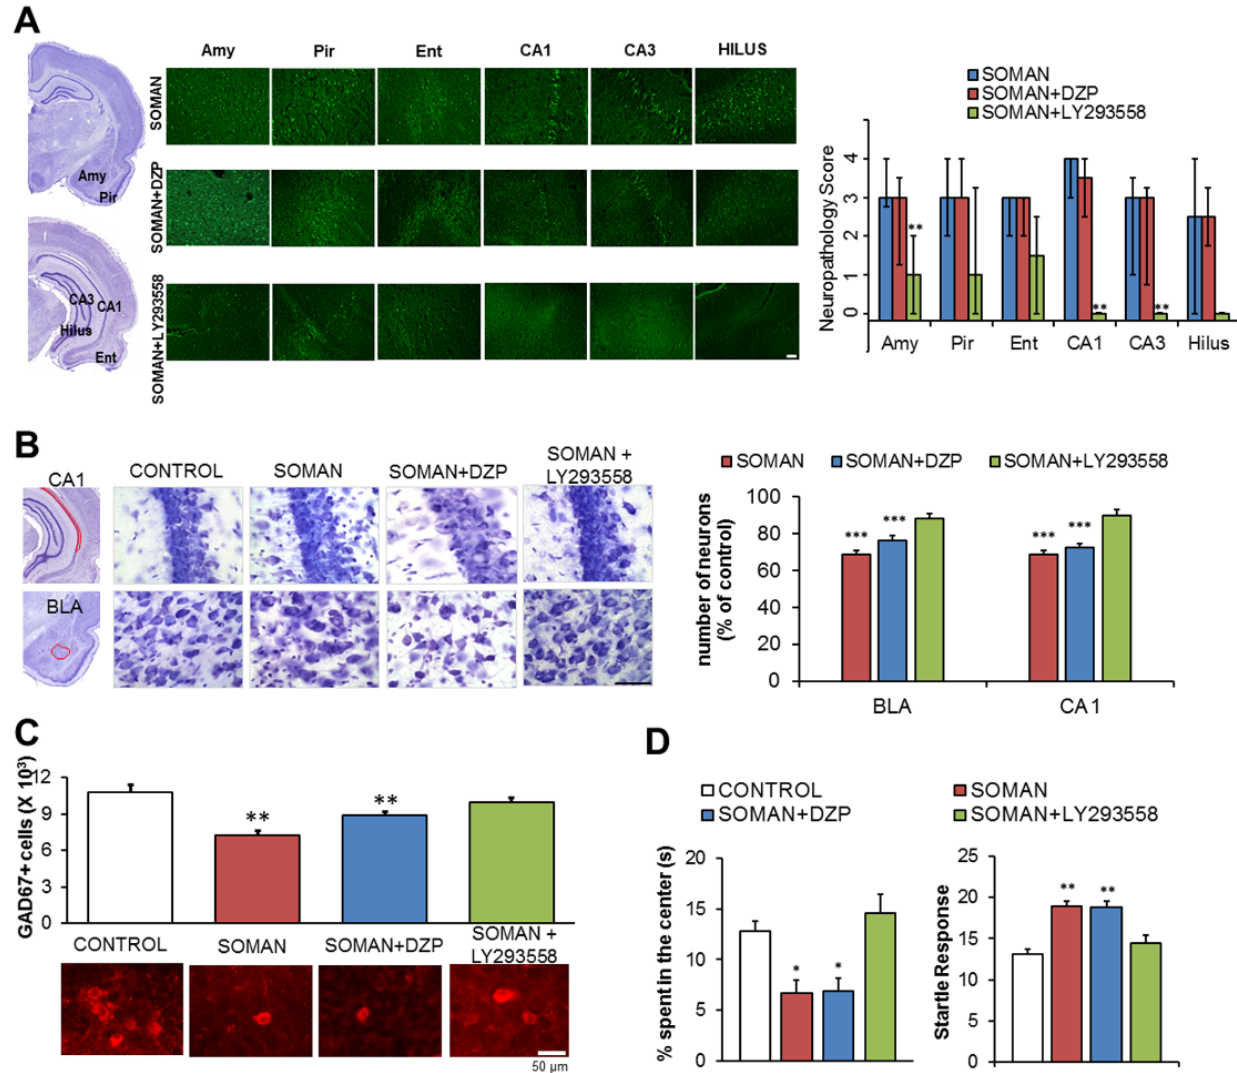 A
Amy Pir Ent CA1 CA3 HILUS
SOMAN
SOMAN+DZP
SOMAN+LY293558
Amy
Pir
CA3 CA1
Hilus
Ent
SOMAN
SOMAN+DZP
SOMAN+LY293558
Neuropathology Score
4
3
2
1
0
**
** **
Amy Pir Ent CA1 CA3 Hilus
B
CA1
BLA
CONTROL SOMAN SOMAN+DZP SOMAN +
LY293558
SOMAN SOMAN+DZP SOMAN+LY293558
number of neurons
(% of control)
100
80
60
40
20
0
*** *** *** ***
BLA CA1
C
GAD67+ cells (X 10³)
12
9
6
3
0
** **
CONTROL SOMAN SOMAN+DZP SOMAN +
LY293558
50 µm
D
CONTROL SOMAN
SOMAN+DZP SOMAN+LY293558
% spent in the center (s)
20
15
10
5
0
* *
Startle Response
25
20
15
10
5
0
** **